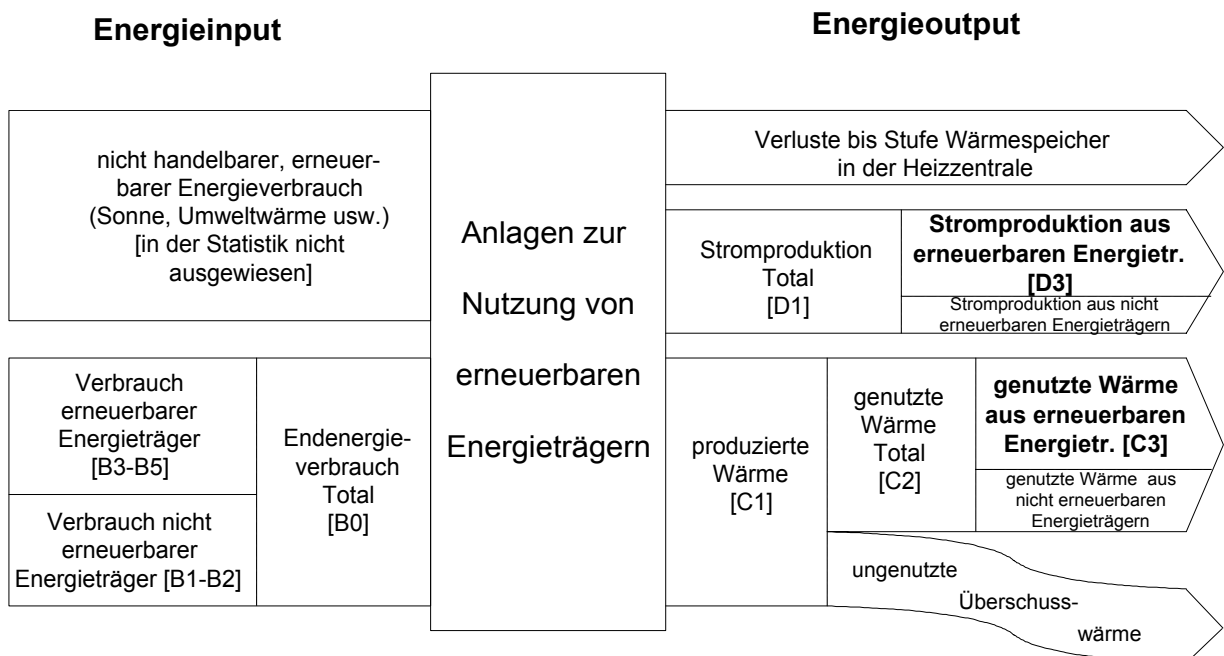 Energieinput
Energieoutput
nicht handelbarer, erneuer-
barer Energieverbrauch
(Sonne, Umweltwärme usw.)
[in der Statistik nicht
ausgewiesen]
Verbrauch
erneuerbarer
Energieträger
[B3-B5]
Verbrauch nicht
erneuerbarer
Energieträger [B1-B2]
Endenergie-
verbrauch
Total
[B0]
Anlagen zur
Nutzung von
erneuerbaren
Energieträgern
Verluste bis Stufe Wärmespeicher
in der Heizzentrale
Stromproduktion
Total
[D1]
Stromproduktion aus
erneuerbaren Energietr.
[D3]
Stromproduktion aus nicht
erneuerbaren Energieträgern
produzierte
Wärme
[C1]
genutzte
Wärme
Total
[C2]
genutzte Wärme
aus erneuerbaren
Energietr. [C3]
genutzte Wärme aus
nicht erneuerbaren
Energieträgern
ungenutzte
Überschuss-
wärme